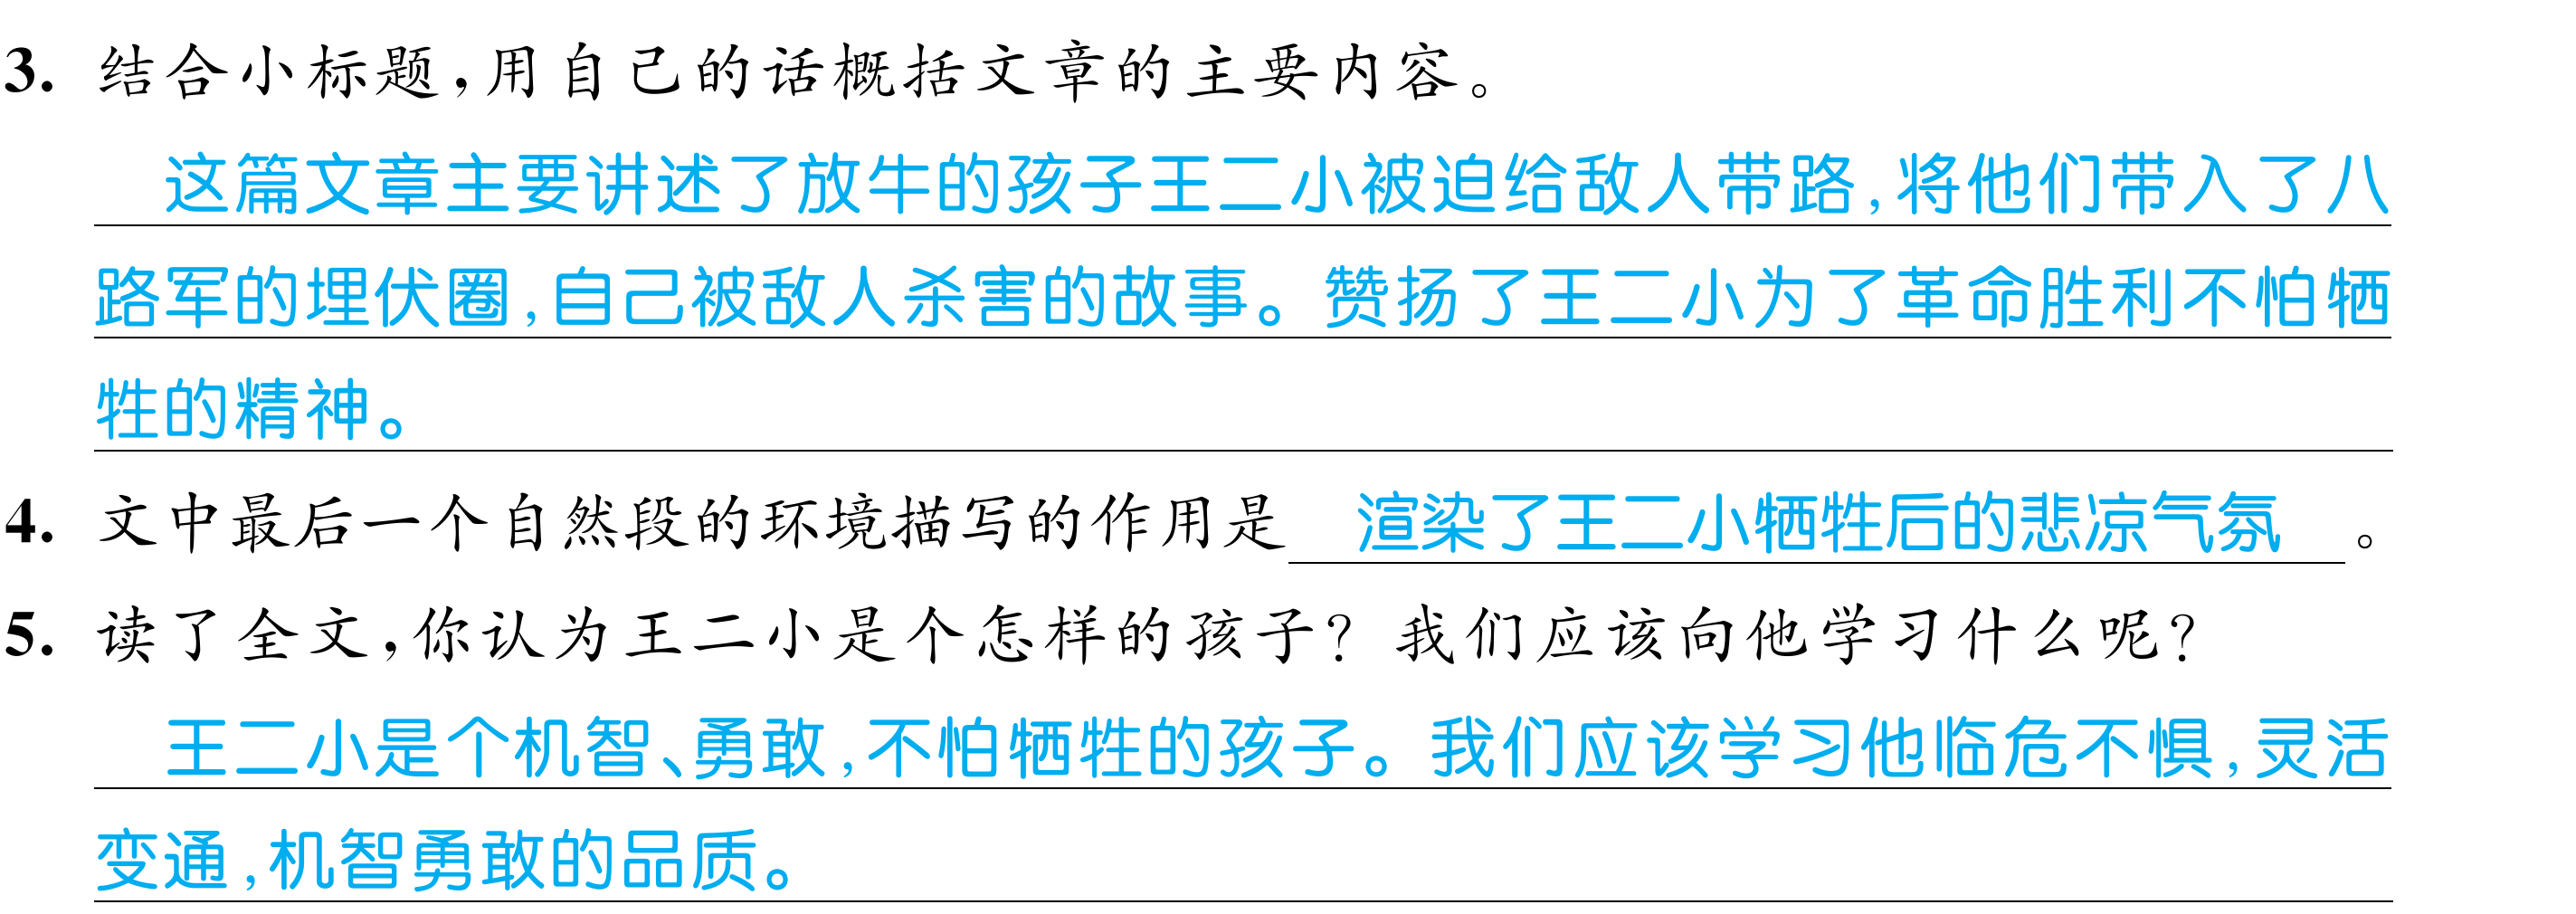 3. 结合小标题,用自己的话概括文章的主要内容。
这篇文章主要讲述了放牛的孩子王二小被迫给敌人带路,将他们带入了八
路军的埋伏圈,自己被敌人杀害的故事。赞扬了王二小为了革命胜利不怕牺
牲的精神。
4. 文中最后一个自然段的环境描写的作用是 渲染了王二小牺牲后的悲凉气氛 。
5. 读了全文,你认为王二小是个怎样的孩子? 我们应该向他学习什么呢?
王二小是个机智、勇敢,不怕牺牲的孩子。我们应该学习他临危不惧,灵活
变通,机智勇敢的品质。